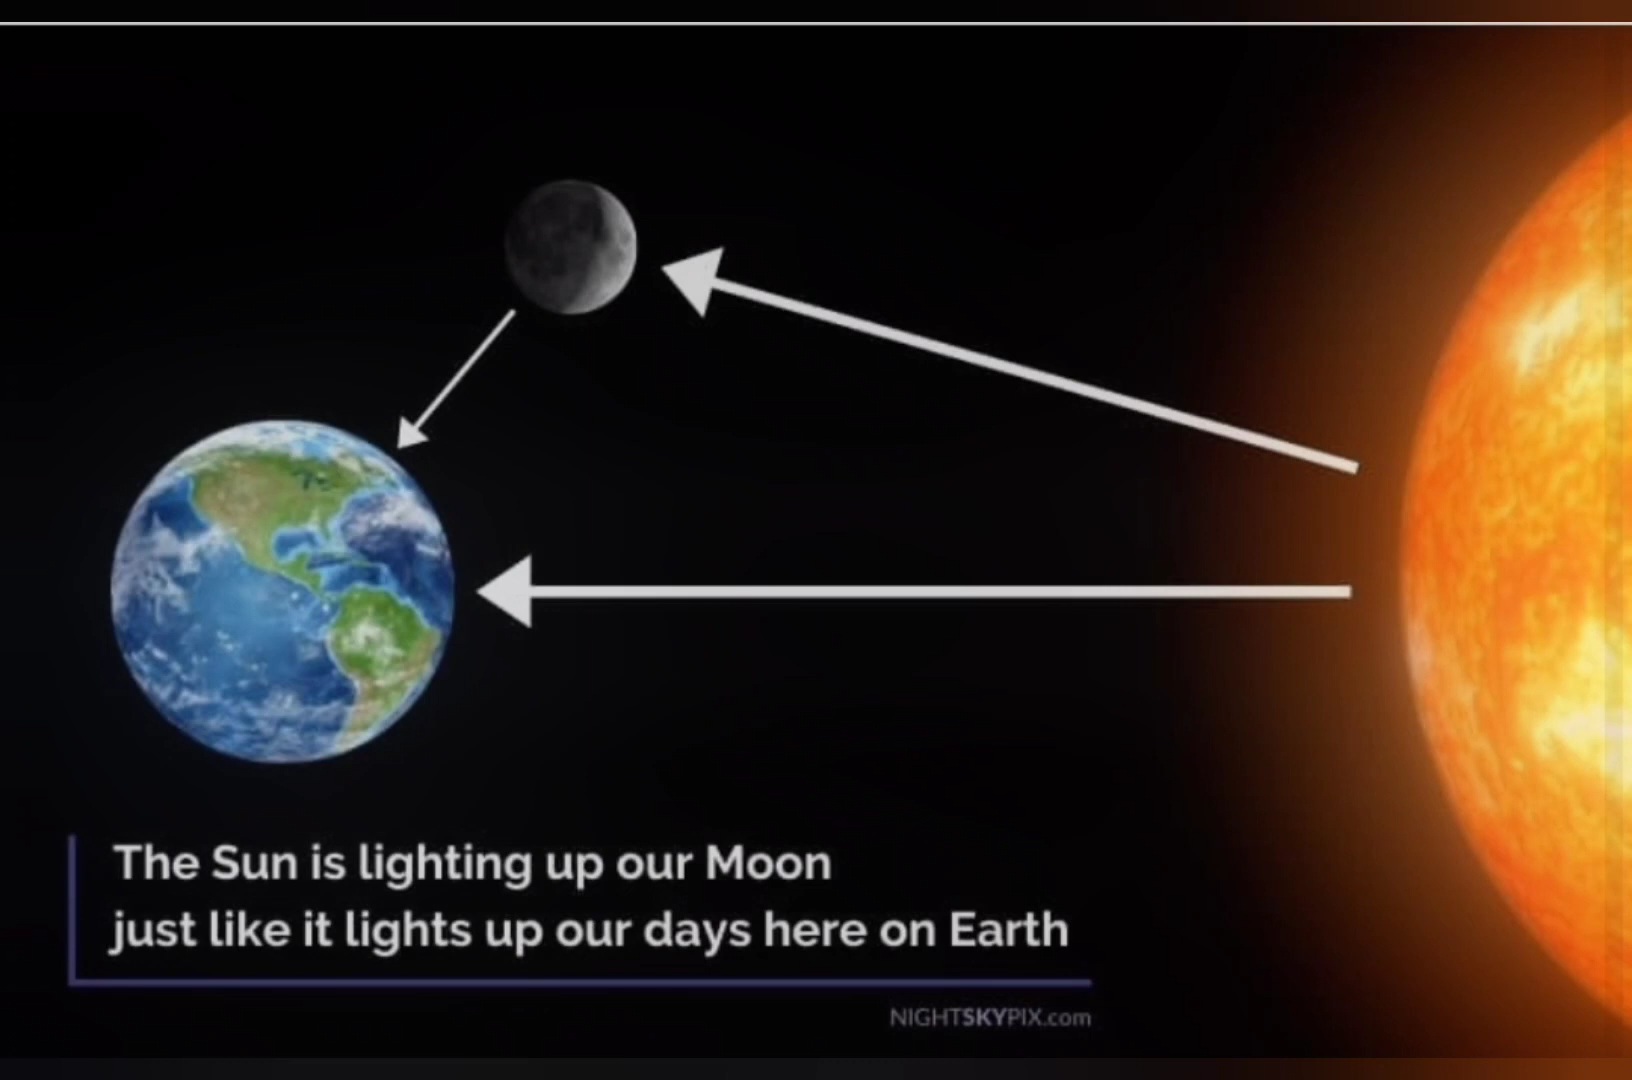 The Sun is lighting up our Moon
just like it lights up our days here on Earth
NIGHTSKYPIX.com